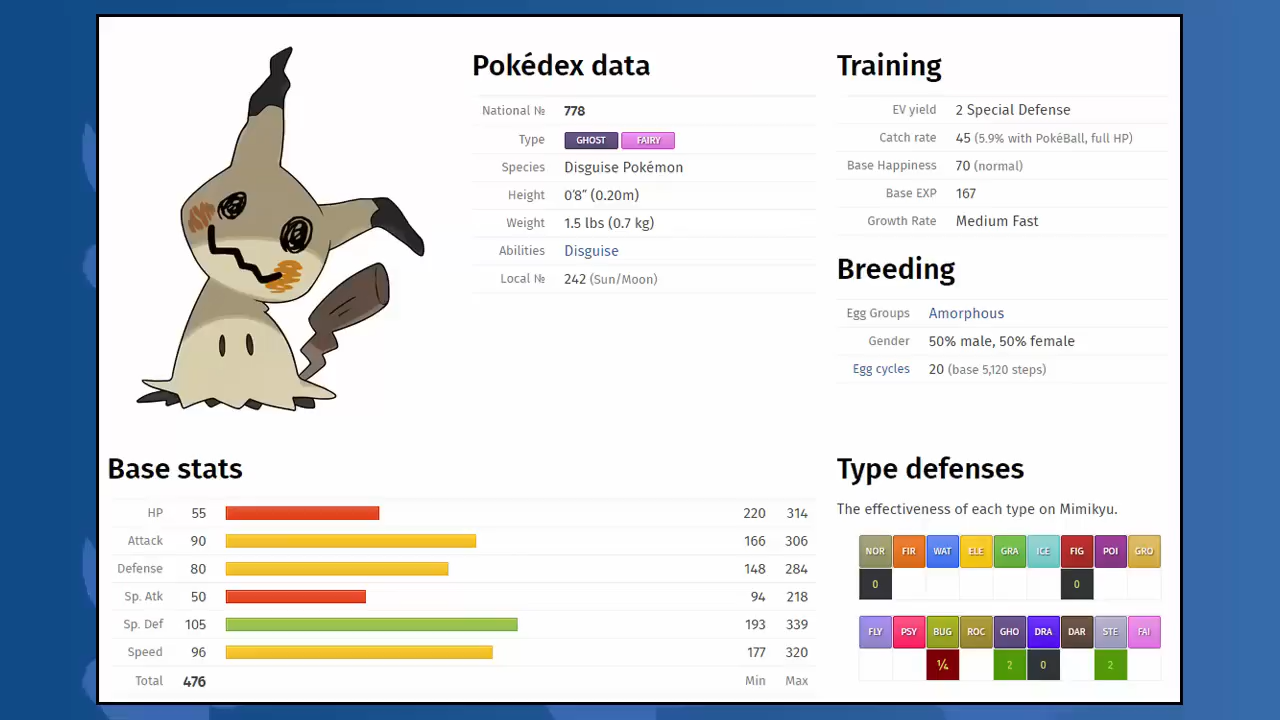 Pokédex data
National № 778
Type GHOST FAIRY
Species Disguise Pokémon
Height 0'8" (0.20m)
Weight 1.5 lbs (0.7 kg)
Abilities Disguise
Local № 242 (Sun/Moon)
Training
EV yield 2 Special Defense
Catch rate 45 (5.9% with PokéBall, full HP)
Base Happiness 70 (normal)
Base EXP 167
Growth Rate Medium Fast
Breeding
Egg Groups Amorphous
Gender 50% male, 50% female
Egg cycles 20 (base 5,120 steps)
Base stats
HP 55 220 314
Attack 90 166 306
Defense 80 148 284
Sp. Atk 50 94 218
Sp. Def 105 193 339
Speed 96 177 320
Total 476 Min Max
Type defenses
The effectiveness of each type on Mimikyu.
NOR FIR WAT ELE GRA ICE FIG POI GRO
0 0
FLY PSY BUG ROC GHO DRA DAR STE FAI
¼ 2 0 2